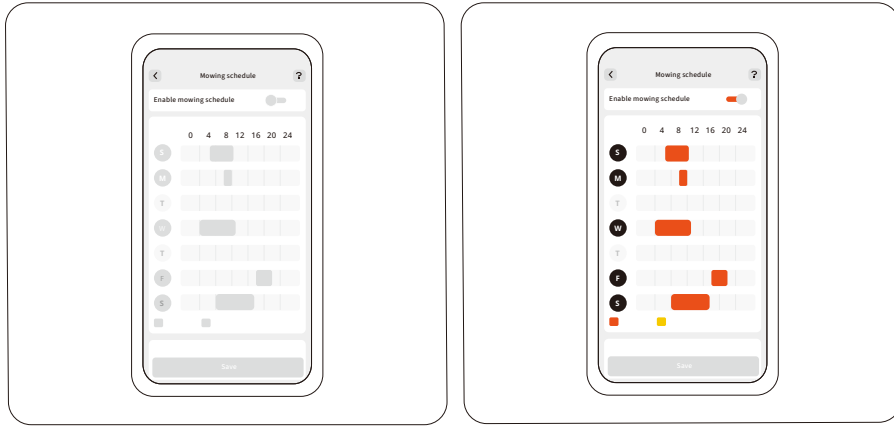 Mowing schedule ?
Enable mowing schedule
0 4 8 12 16 20 24
S
M
T
W
T
F
S
Save
Mowing schedule ?
Enable mowing schedule
0 4 8 12 16 20 24
S
M
T
W
T
F
S
Save